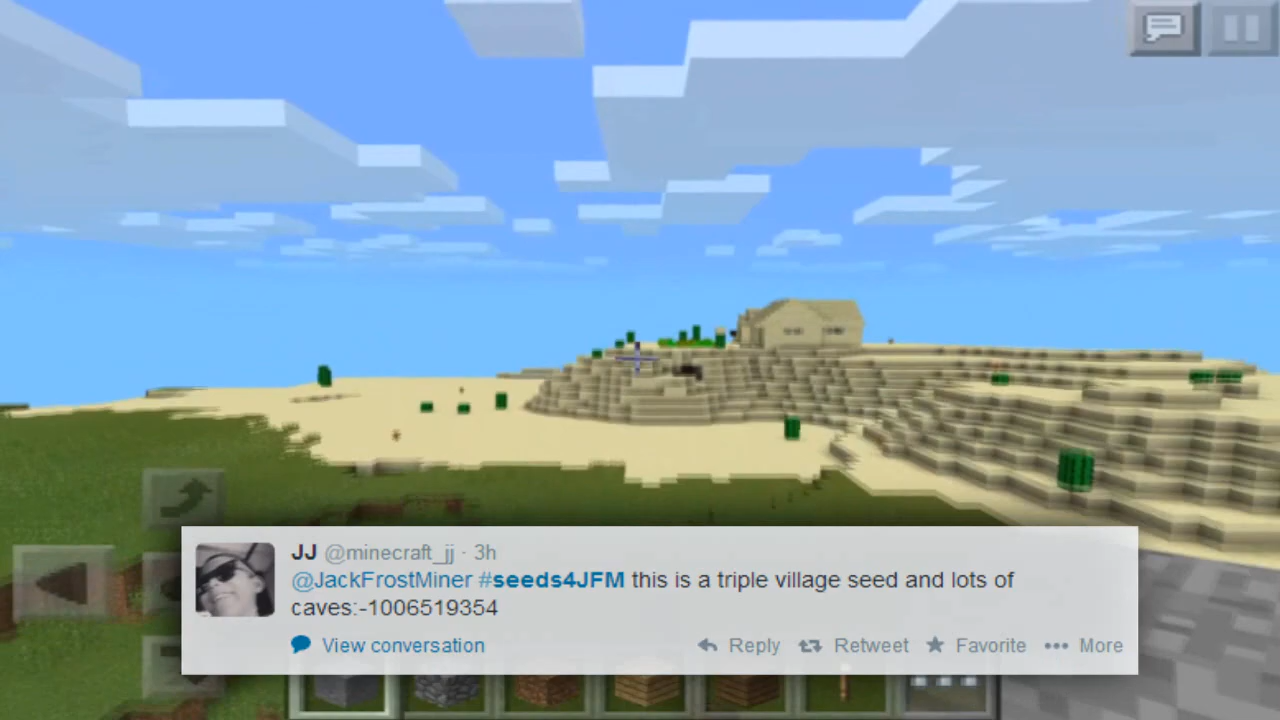 JJ @minecraft_jj · 3h
@JackFrostMiner #seeds4JFM this is a triple village seed and lots of
caves:-1006519354
View conversation Reply Retweet Favorite More